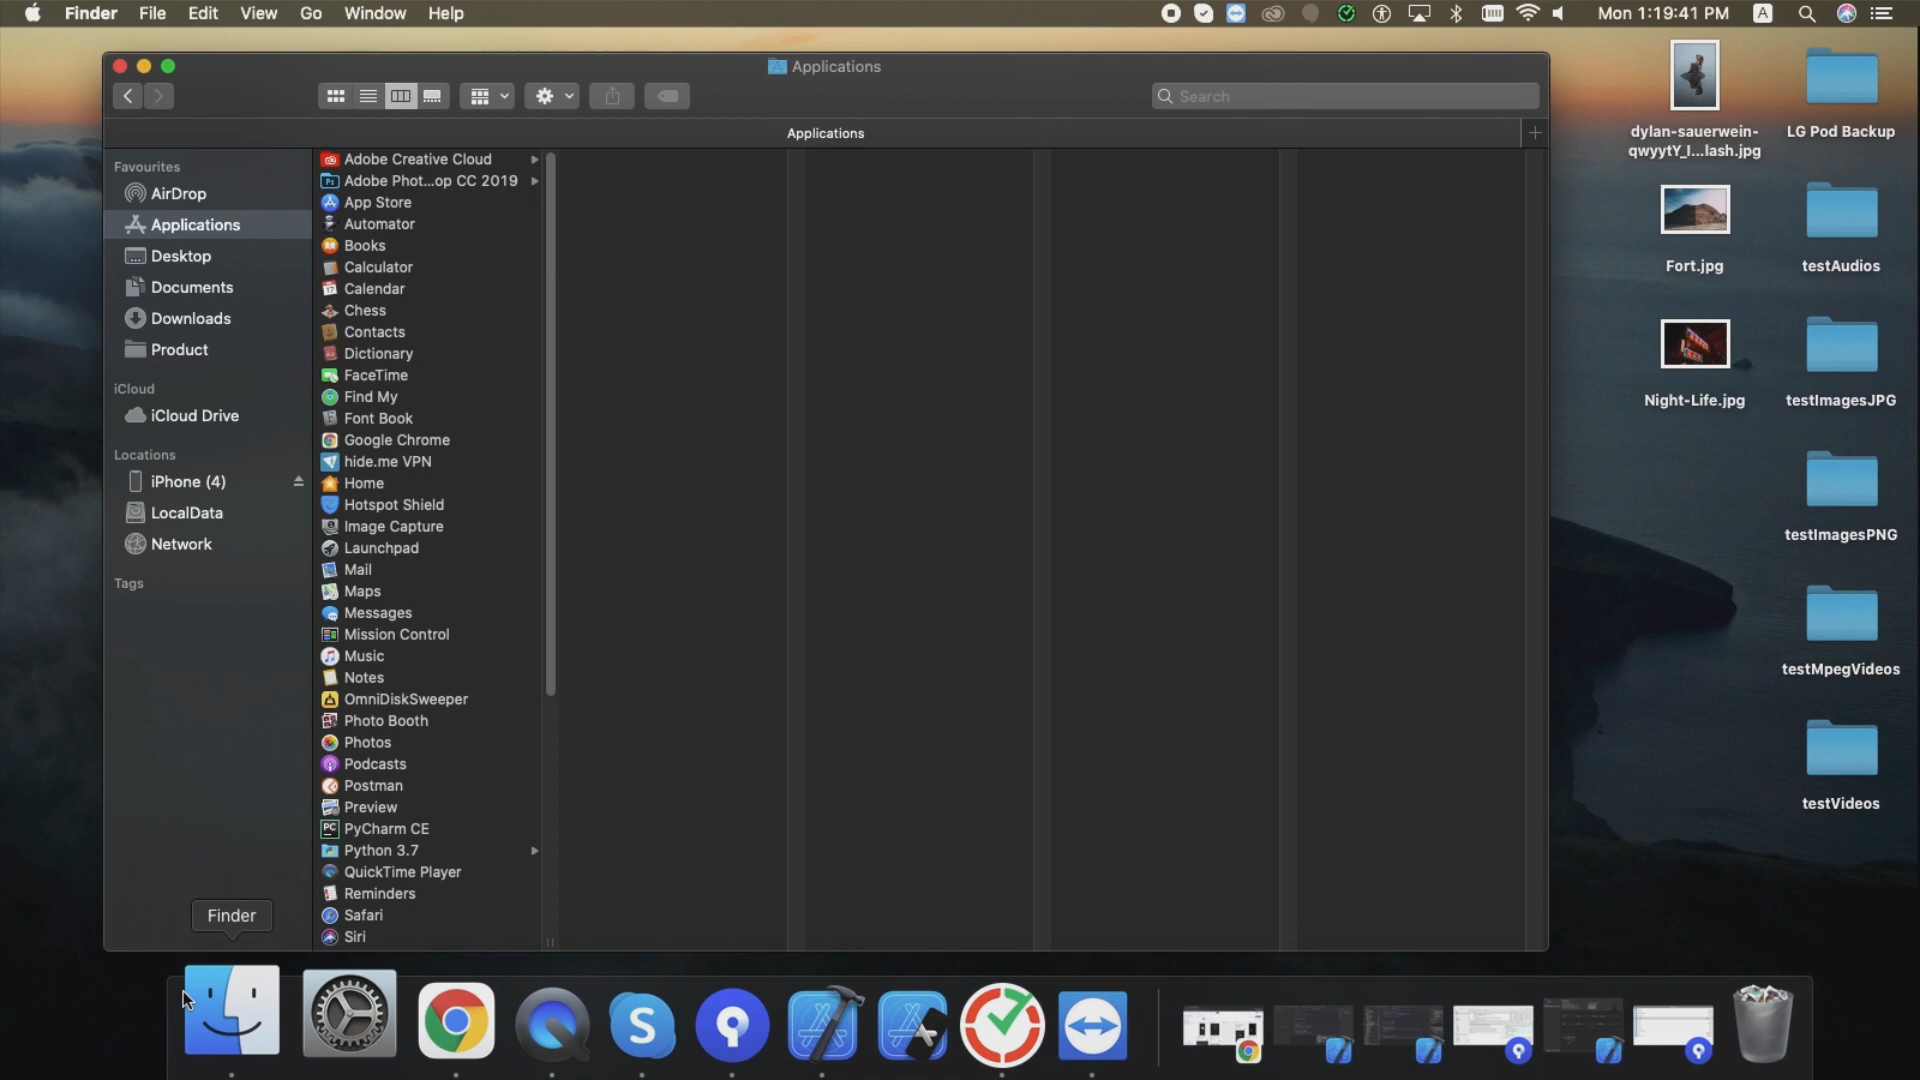 Finder File Edit View Go Window Help
Mon 1:19:41 PM A
Applications
Search
Applications
Favourites
AirDrop
Applications
Desktop
Documents
Downloads
Product
iCloud
iCloud Drive
Locations
iPhone (4)
LocalData
Network
Tags
Adobe Creative Cloud
Adobe Phot...op CC 2019
App Store
Automator
Books
Calculator
Calendar
Chess
Contacts
Dictionary
FaceTime
Find My
Font Book
Google Chrome
hide.me VPN
Home
Hotspot Shield
Image Capture
Launchpad
Mail
Maps
Messages
Mission Control
Music
Notes
OmniDiskSweeper
Photo Booth
Photos
Podcasts
Postman
Preview
PyCharm CE
Python 3.7
QuickTime Player
Reminders
Safari
Siri
dylan-sauerwein-
qwyytY_I...lash.jpg
LG Pod Backup
Fort.jpg
testAudios
Night-Life.jpg
testImagesJPG
testImagesPNG
testMpegVideos
testVideos
Finder
S